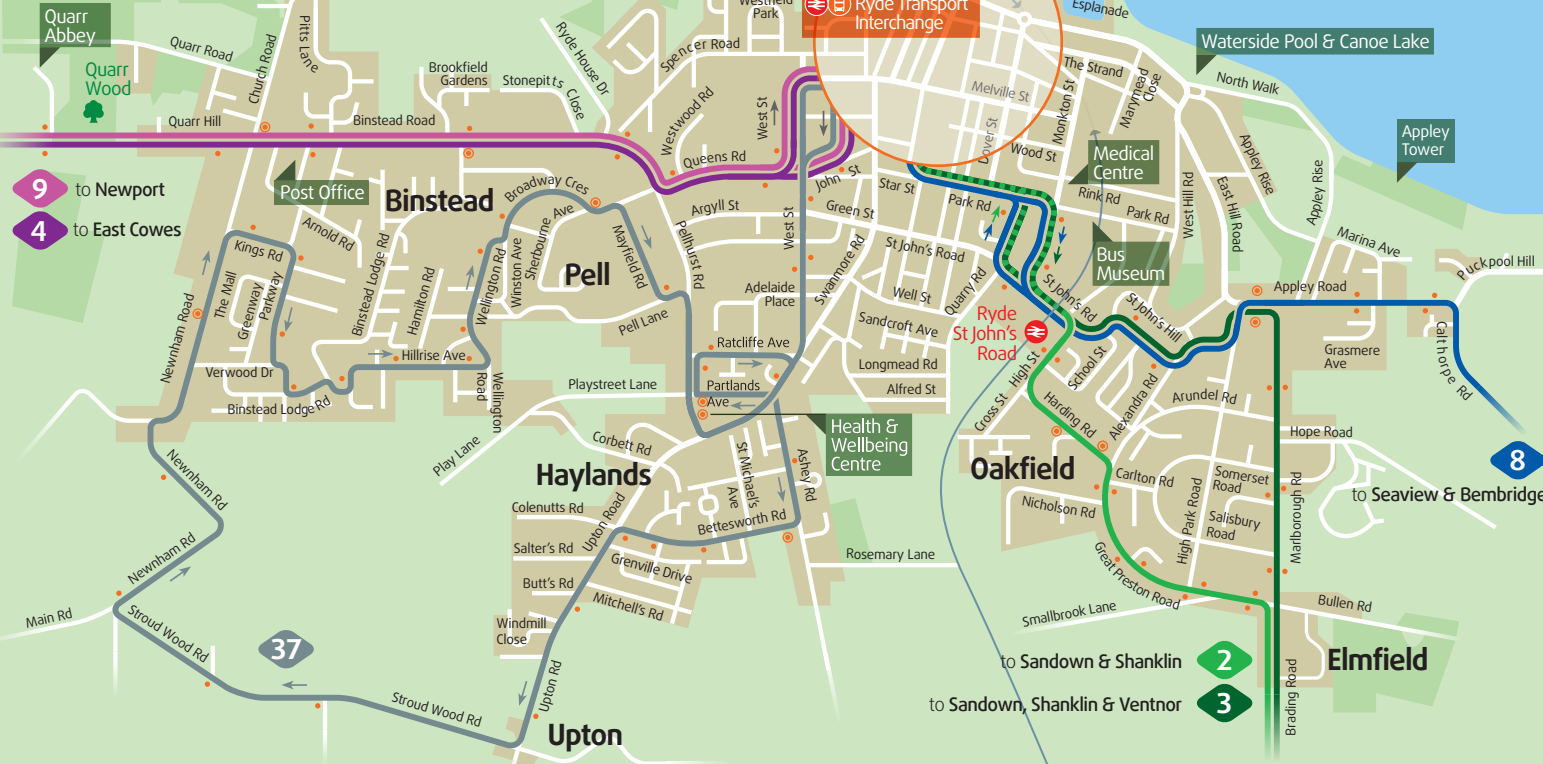 Quarr
Abbey
Quarr Road
Church Road
Pitts Lane
Ryde House Dr
Spencer Road
Westfield
Park
Ryde Transport
Interchange
Esplanade
Waterside Pool & Canoe Lake
The Strand
North Walk
Quarr
Wood
Brookfield
Gardens
Stonepitts Close
Melville St
Monkton St
Marymead
Close
Quarr Hill
Binstead Road
Westwood Rd
West St
Dover St
Wood St
Appley Rise
Appley Rise
Appley
Tower
Queens Rd
Medical
Centre
9
to Newport
Post Office
Binstead
Broadway Cres
John St
Star St
Park Rd
Rink Rd
Park Rd
West Hill Rd
East Hill Road
4
to East Cowes
Arnold Rd
Argyll St
Green St
West St
Kings Rd
Binstead Lodge Rd
Sherbourne Ave
Winston Ave
Mayfield Rd
Pellhurst Rd
St John's Road
Bus
Museum
Marina Ave
Puckpool Hill
The Mall
Greenway
Parkway
Hamilton Rd
Wellington Rd
Pell
Adelaide
Place
Swanmore Rd
Well St
Quarry Rd
St John's Rd
St John's Hill
Appley Road
Newnham Road
Pell Lane
Sandcroft Ave
Ryde
St John's
Road
Calthorpe Rd
Hillrise Ave
Ratcliffe Ave
Longmead Rd
High St
School St
Grasmere
Ave
Verwood Dr
Wellington
Road
Playstreet Lane
Partlands
Ave
Alfred St
Alexandra Rd
Arundel Rd
Binstead Lodge Rd
Cross St
Harding Rd
Health &
Wellbeing
Centre
Play Lane
Corbett Rd
Hope Road
Newnham Rd
Haylands
St Michael's
Ave
Ashey Rd
Oakfield
Carlton Rd
Somerset
Road
8
to Seaview & Bembridge
Colenutts Rd
Upton Road
Bettesworth Rd
Nicholson Rd
High Park Road
Salisbury
Road
Marlborough Rd
Newnham Rd
Salter's Rd
Grenville Drive
Rosemary Lane
Great Preston Road
Butt's Rd
Mitchell's Rd
Main Rd
Stroud Wood Rd
Windmill
Close
Smallbrook Lane
Bullen Rd
37
Upton Rd
to Sandown & Shanklin
2
Elmfield
Stroud Wood Rd
to Sandown, Shanklin & Ventnor
3
Brading Road
Upton